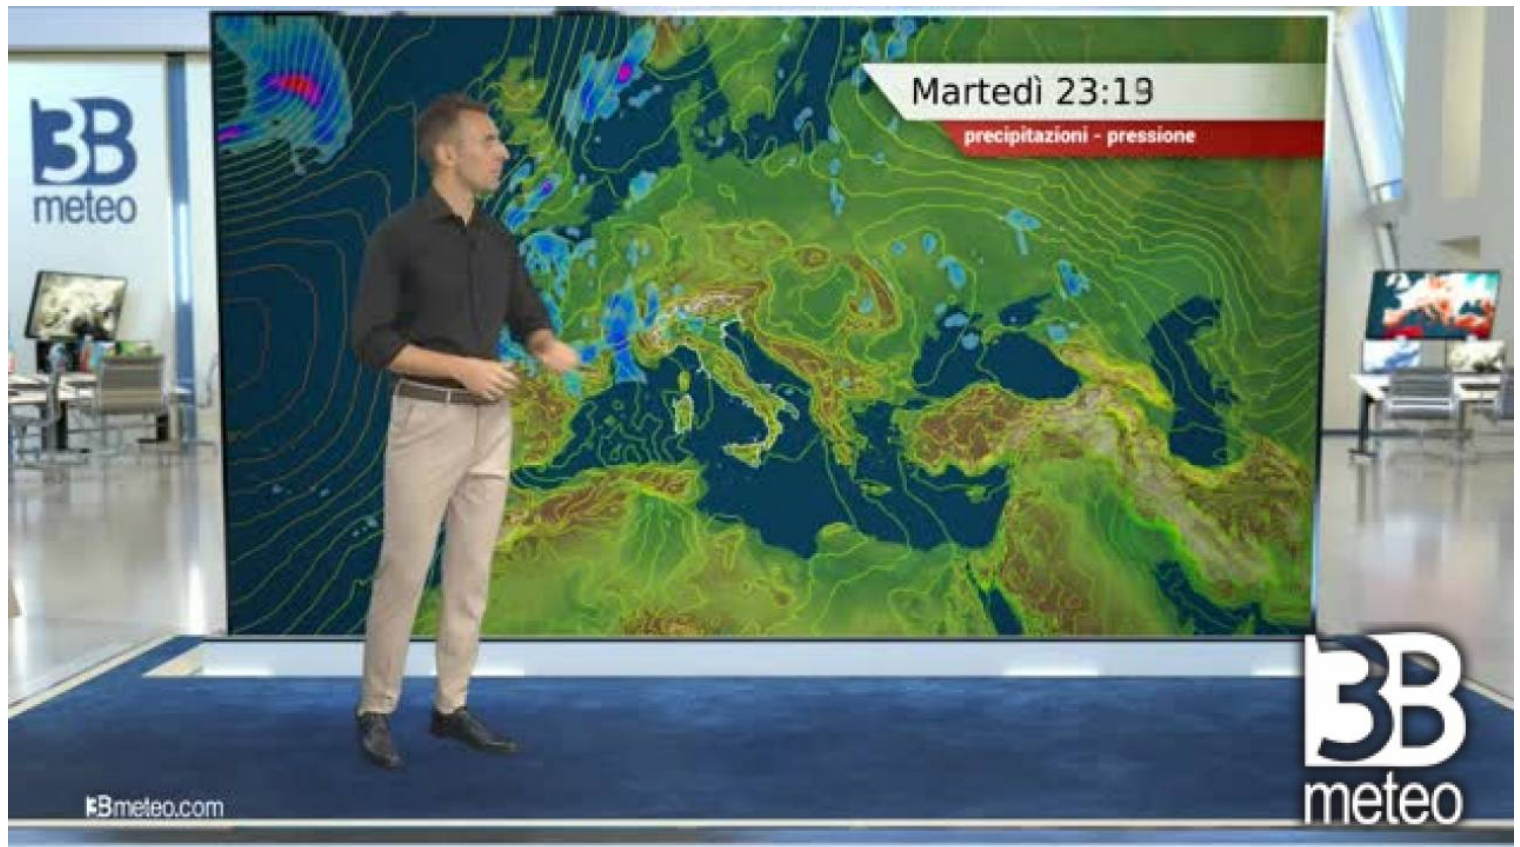 3B
meteo
Martedì 23:19
precipitazioni - pressione
3Bmeteo.com
3B
meteo